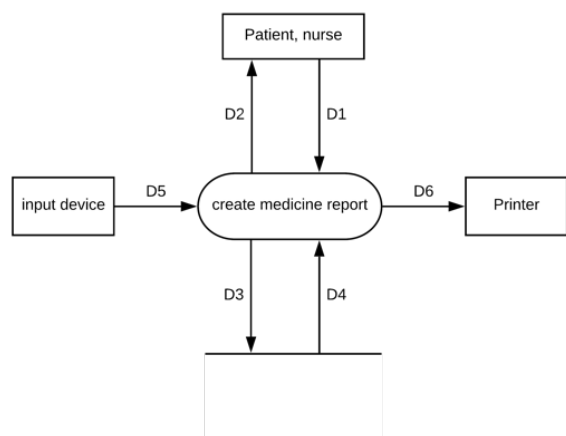 Patient, nurse
D2
D1
input device
D5
create medicine report
D6
Printer
D3
D4